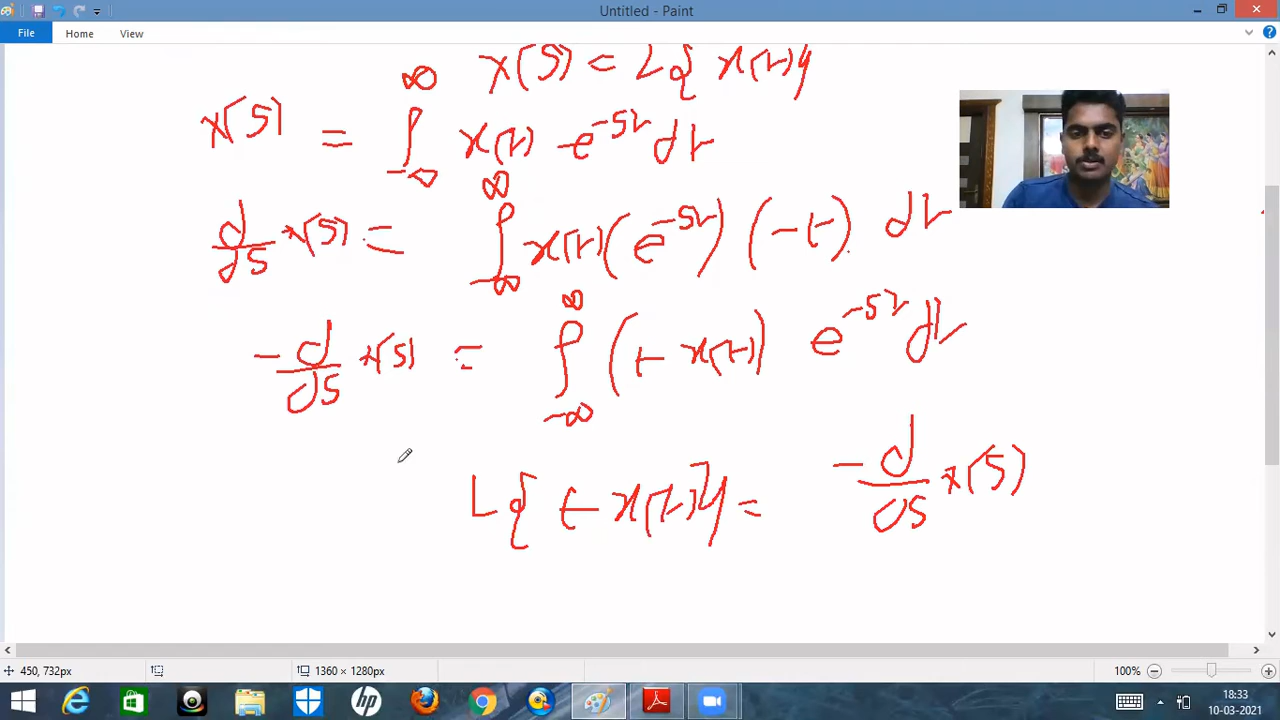 Untitled - Paint
File Home View
X(s) = L{ x(t)}
X(s) = ∫_{-∞}^{∞} x(t) e^{-st} dt
d/ds X(s) = ∫_{-∞}^{∞} x(t) (e^{-st}) (-t) dt
-d/ds X(s) = ∫_{-∞}^{∞} (t x(t)) e^{-st} dt
L{ t x(t)} = -d/ds X(s)
450, 732px
1360 × 1280px
100%
18:33
10-03-2021